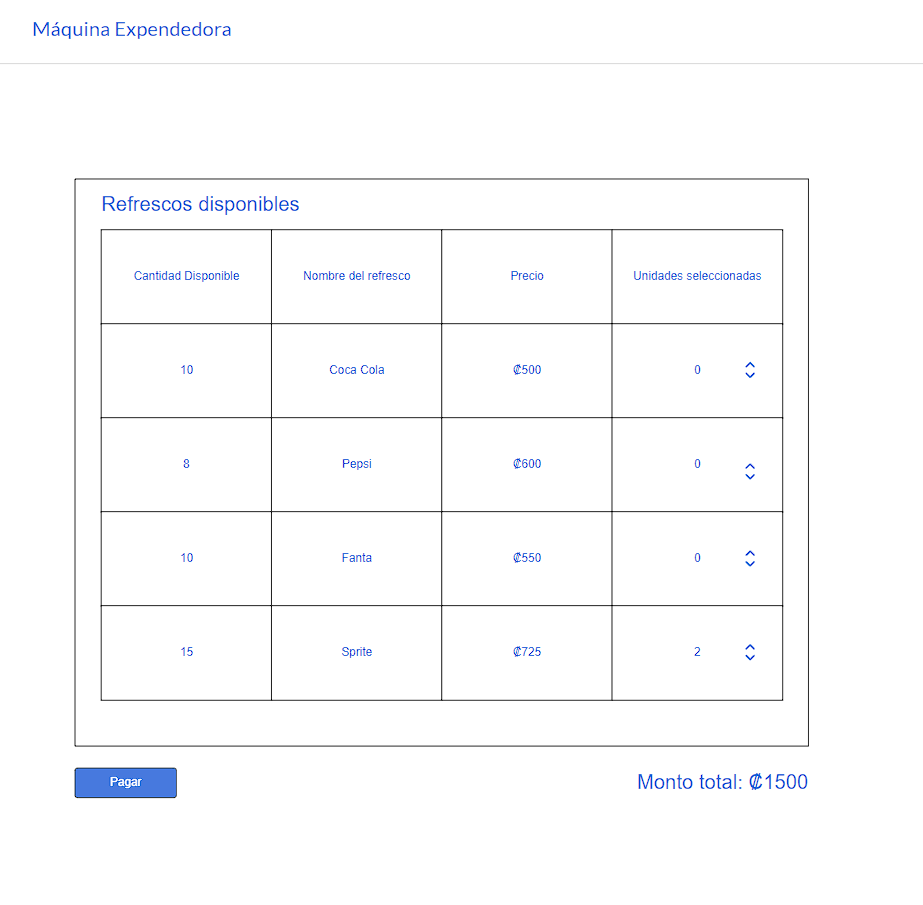 Máquina Expendedora
Refrescos disponibles
Cantidad Disponible Nombre del refresco Precio Unidades seleccionadas
10 Coca Cola ₡500 0
8 Pepsi ₡600 0
10 Fanta ₡550 0
15 Sprite ₡725 2
Pagar Monto total: ₡1500